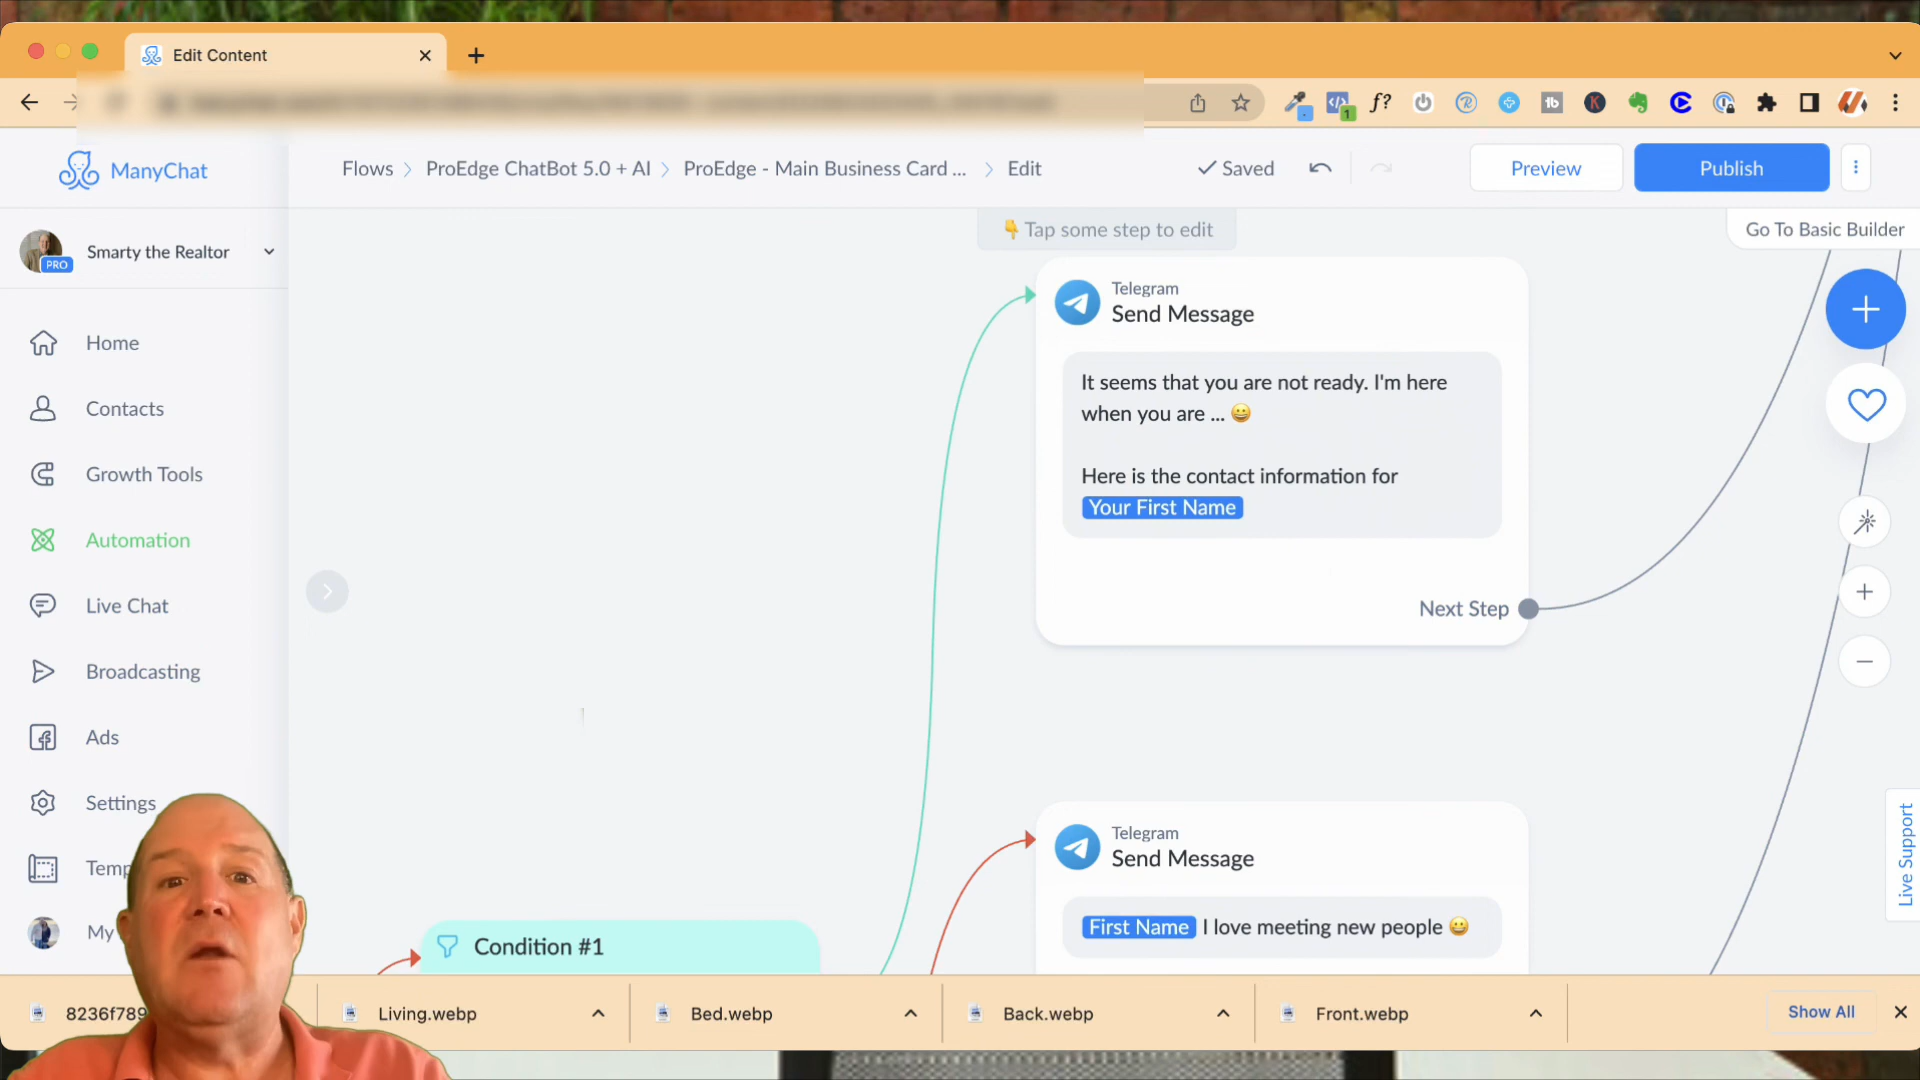 Edit Content
f?
1
ManyChat
Flows
ProEdge ChatBot 5.0 + AI
ProEdge - Main Business Card ...
Edit
Saved
Preview
Publish
PRO
Smarty the Realtor
👇 Tap some step to edit
Go To Basic Builder
Home
Contacts
Growth Tools
Automation
Live Chat
Broadcasting
Ads
Settings
Temp
My
Telegram
Send Message
It seems that you are not ready. I'm here
when you are ... 😀
Here is the contact information for
Your First Name
Next Step
Telegram
Send Message
First Name I love meeting new people 😀
Condition #1
Live Support
8236f789
Living.webp
Bed.webp
Back.webp
Front.webp
Show All